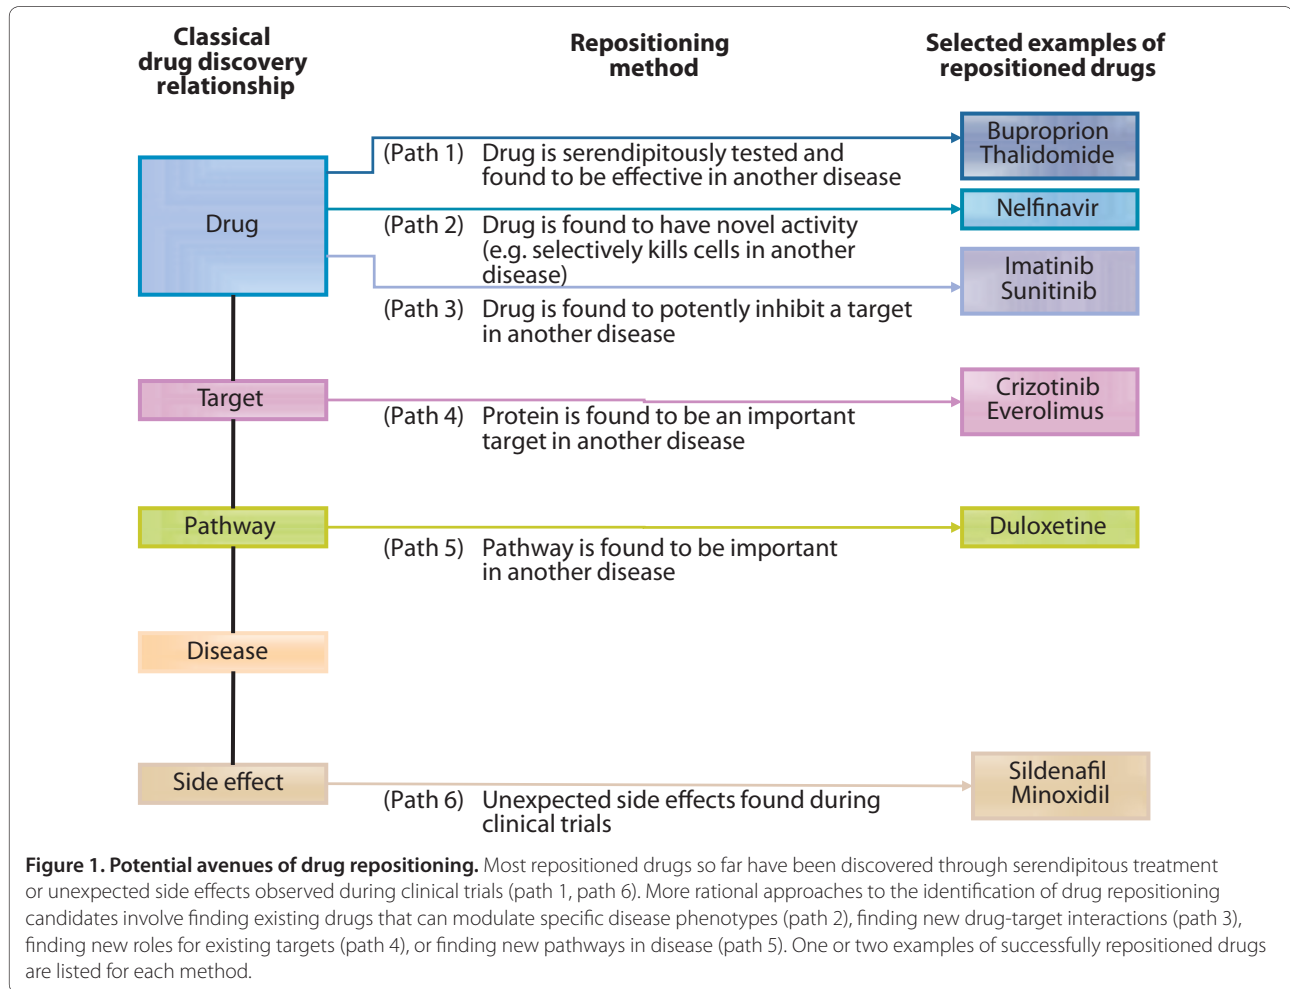 Classical
drug discovery
relationship
Repositioning
method
Selected examples of
repositioned drugs
Drug
(Path 1) Drug is serendipitously tested and
found to be effective in another disease
Buproprion
Thalidomide
(Path 2) Drug is found to have novel activity
(e.g. selectively kills cells in another
disease)
Nelfinavir
(Path 3) Drug is found to potently inhibit a target
in another disease
Imatinib
Sunitinib
Target
(Path 4) Protein is found to be an important
target in another disease
Crizotinib
Everolimus
Pathway
(Path 5) Pathway is found to be important
in another disease
Duloxetine
Disease
Side effect
(Path 6) Unexpected side effects found during
clinical trials
Sildenafil
Minoxidil
Figure 1. Potential avenues of drug repositioning. Most repositioned drugs so far have been discovered through serendipitous treatment
or unexpected side effects observed during clinical trials (path 1, path 6). More rational approaches to the identification of drug repositioning
candidates involve finding existing drugs that can modulate specific disease phenotypes (path 2), finding new drug-target interactions (path 3),
finding new roles for existing targets (path 4), or finding new pathways in disease (path 5). One or two examples of successfully repositioned drugs
are listed for each method.